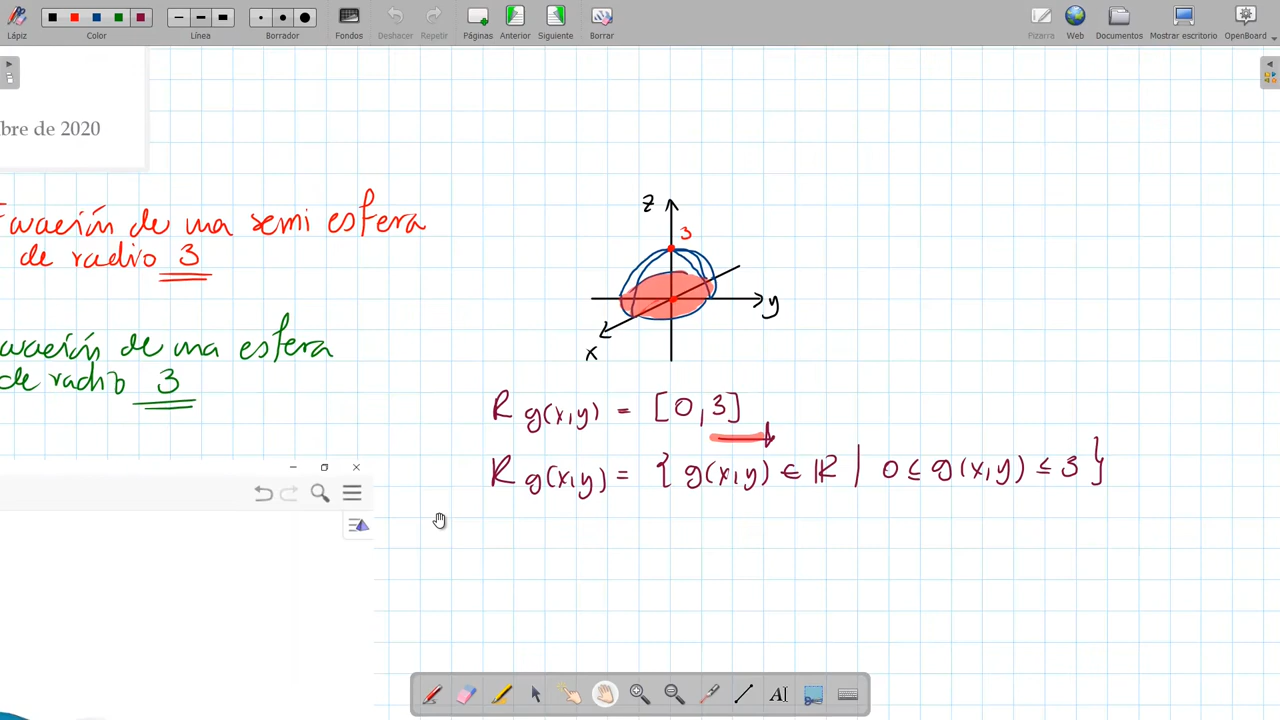 Lápiz Color Línea Borrador Fondos Deshacer Repetir Páginas Anterior Siguiente Borrar Pizarra Web Documentos Mostrar escritorio OpenBoard
bre de 2020
cuación de una semi esfera
de radio 3
cuación de una esfera
de radio 3
z
3
y
x
R g(x,y) = [0,3]
R g(x,y) = { g(x,y) ∈ ℝ | 0 ≤ g(x,y) ≤ 3 }
AI